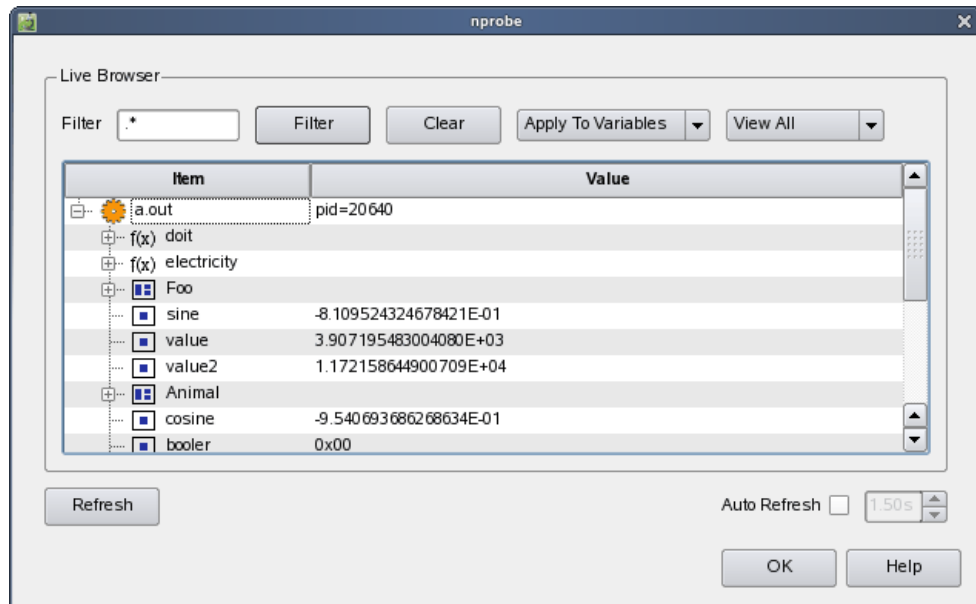 nprobe
Live Browser
Filter .* Filter Clear Apply To Variables View All
Item Value
a.out pid=20640
f(x) doit
f(x) electricity
Foo
sine -8.109524324678421E-01
value 3.907195483004080E+03
value2 1.172158644900709E+04
Animal
cosine -9.540693686268634E-01
booler 0x00
Refresh Auto Refresh 1.50s
OK Help